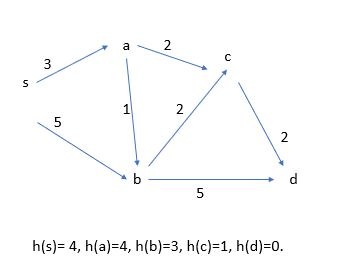 a
2
c
3
s
1
2
5
2
b
d
5
h(s)= 4, h(a)=4, h(b)=3, h(c)=1, h(d)=0.